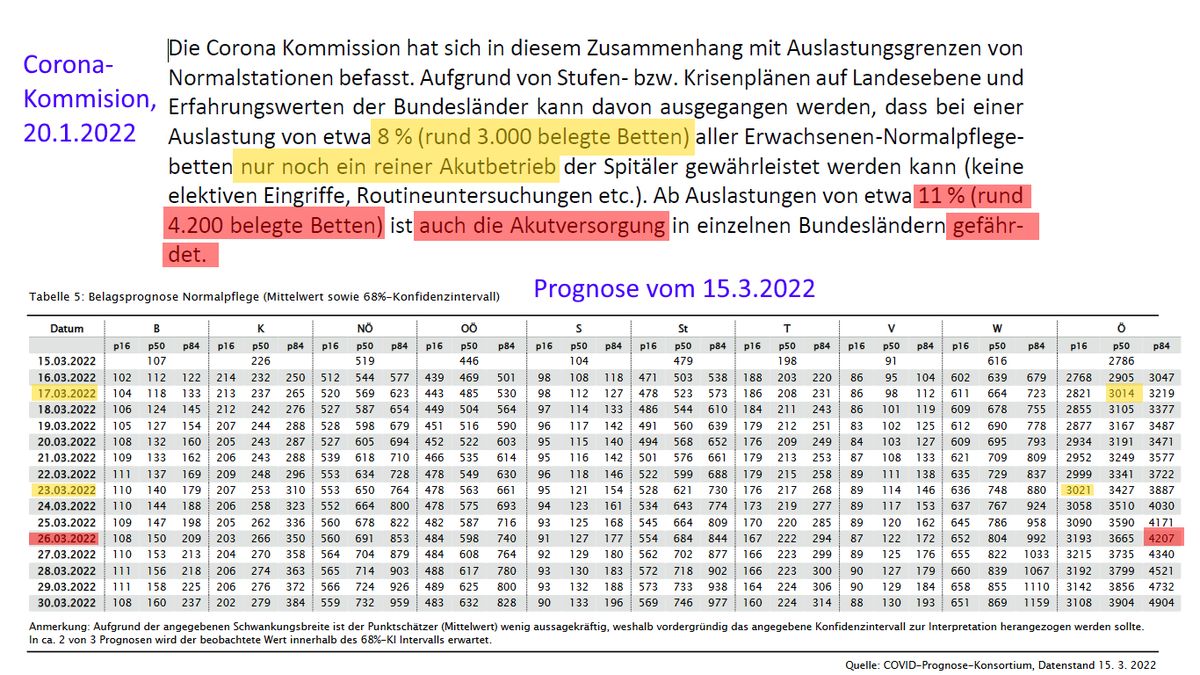 Corona-
Kommision,
20.1.2022
Die Corona Kommission hat sich in diesem Zusammenhang mit Auslastungsgrenzen von
Normalstationen befasst. Aufgrund von Stufen- bzw. Krisenplänen auf Landesebene und
Erfahrungswerten der Bundesländer kann davon ausgegangen werden, dass bei einer
Auslastung von etwa 8 % (rund 3.000 belegte Betten) aller Erwachsenen-Normalpflege-
betten nur noch ein reiner Akutbetrieb der Spitäler gewährleistet werden kann (keine
elektiven Eingriffe, Routineuntersuchungen etc.). Ab Auslastungen von etwa 11 % (rund
4.200 belegte Betten) ist auch die Akutversorgung in einzelnen Bundesländern gefähr-
det.
Prognose vom 15.3.2022
Tabelle 5: Belagsprognose Normalpflege (Mittelwert sowie 68%-Konfidenzintervall)
Datum B K NÖ OÖ S St T V W Ö
p16 p50 p84 p16 p50 p84 p16 p50 p84 p16 p50 p84 p16 p50 p84 p16 p50 p84 p16 p50 p84 p16 p50 p84 p16 p50 p84 p16 p50 p84
15.03.2022 107 226 519 446 104 479 198 91 616 2786
16.03.2022 102 112 122 214 232 250 512 544 577 439 469 501 98 108 118 471 503 538 188 203 220 86 95 104 602 639 679 2768 2905 3047
17.03.2022 104 118 133 213 237 265 520 569 623 443 485 530 98 112 127 478 523 573 186 208 231 86 98 112 611 664 723 2821 3014 3219
18.03.2022 106 124 145 212 242 276 527 587 654 449 504 564 97 114 133 486 544 610 184 211 243 86 101 119 609 678 755 2855 3105 3377
19.03.2022 105 127 154 207 244 288 528 598 679 451 516 590 96 117 142 491 560 639 179 212 251 83 102 125 612 690 778 2877 3167 3487
20.03.2022 108 132 160 205 243 287 527 605 694 452 522 603 95 115 140 494 568 652 176 209 249 84 103 127 609 695 793 2934 3191 3471
21.03.2022 109 133 162 206 243 288 539 618 710 466 535 614 95 116 142 501 576 661 179 213 253 87 108 133 621 709 809 2952 3249 3577
22.03.2022 111 137 169 209 248 296 553 634 728 478 549 630 96 118 146 522 599 688 179 215 258 89 111 138 635 729 837 2999 3341 3722
23.03.2022 110 140 179 207 253 310 553 650 764 478 563 661 95 121 154 528 621 730 176 217 268 89 114 146 636 748 880 3021 3427 3887
24.03.2022 110 144 188 206 258 323 552 664 800 478 575 693 94 123 161 534 643 774 173 219 277 89 117 153 637 767 924 3058 3510 4030
25.03.2022 109 147 198 205 262 336 560 678 822 482 587 716 93 125 168 545 664 809 170 220 285 89 120 162 645 786 958 3090 3590 4171
26.03.2022 108 150 209 203 266 350 560 691 853 484 598 740 91 127 177 554 684 844 167 222 294 87 122 172 652 804 992 3193 3665 4207
27.03.2022 110 153 213 204 270 358 564 704 879 484 608 764 92 129 180 562 702 877 166 223 299 89 125 176 655 822 1033 3215 3735 4340
28.03.2022 111 156 218 206 274 363 565 714 903 488 617 780 93 130 183 571 718 902 166 223 300 90 127 179 660 839 1067 3192 3799 4521
29.03.2022 111 158 225 206 276 372 566 724 926 489 625 800 93 132 188 573 733 938 164 224 306 90 129 184 658 855 1110 3142 3856 4732
30.03.2022 108 160 237 202 279 384 559 732 959 483 632 828 90 133 196 569 746 977 160 224 314 88 130 193 651 869 1159 3108 3904 4904
Anmerkung: Aufgrund der angegebenen Schwankungsbreite ist der Punktschätzer (Mittelwert) wenig aussagekräftig, weshalb vordergründig das angegebene Konfidenzintervall zur Interpretation herangezogen werden sollte.
In ca. 2 von 3 Prognosen wird der beobachtete Wert innerhalb des 68%-KI Intervalls erwartet.
Quelle: COVID-Prognose-Konsortium, Datenstand 15. 3. 2022